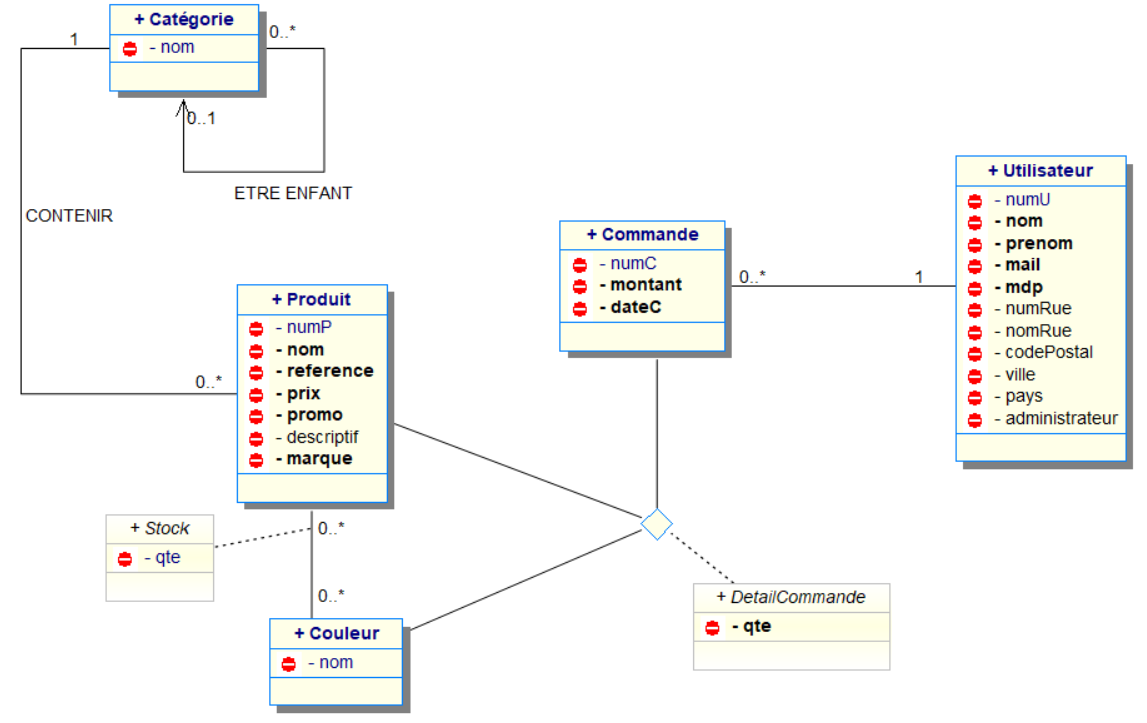 + Catégorie
- nom
1
0..*
0..1
ETRE ENFANT
CONTENIR
0..*
+ Produit
- numP
- nom
- reference
- prix
- promo
- descriptif
- marque
+ Stock
- qte
0..*
0..*
+ Couleur
- nom
+ Commande
- numC
- montant
- dateC
0..*
1
+ Utilisateur
- numU
- nom
- prenom
- mail
- mdp
- numRue
- nomRue
- codePostal
- ville
- pays
- administrateur
+ DetailCommande
- qte